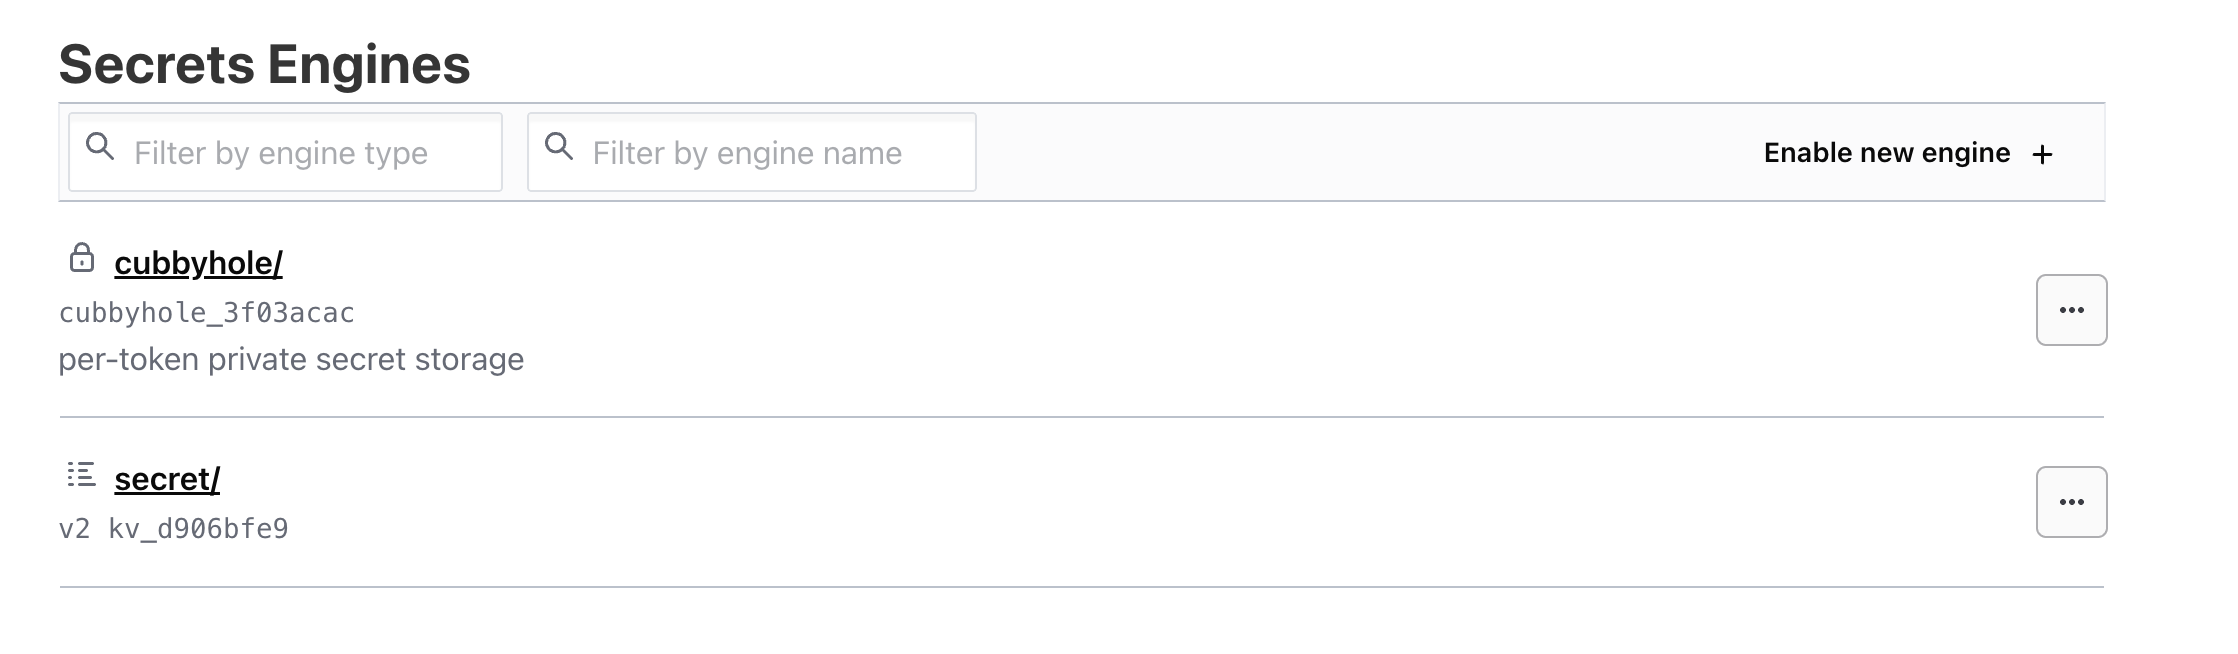 Secrets Engines
Filter by engine type
Filter by engine name
Enable new engine +
cubbyhole/
cubbyhole_3f03acac
per-token private secret storage
secret/
v2 kv_d906bfe9